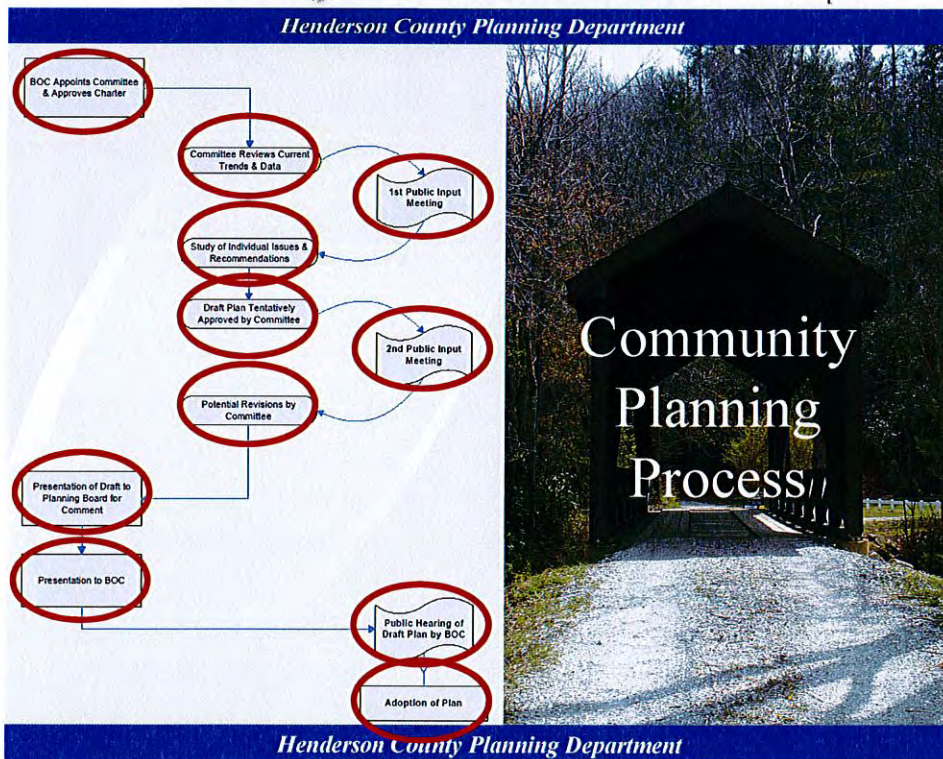 Henderson County Planning Department
BOC Appoints Committee
& Approves Charter
Committee Reviews Current
Trends & Data
1st Public Input
Meeting
Study of Individual Issues &
Recommendations
Draft Plan Tentatively
Approved by Committee
2nd Public Input
Meeting
Potential Revisions by
Committee
Presentation of Draft to
Planning Board for
Comment
Presentation to BOC
Public Hearing of
Draft Plan by BOC
Adoption of Plan
Community
Planning
Process
Henderson County Planning Department